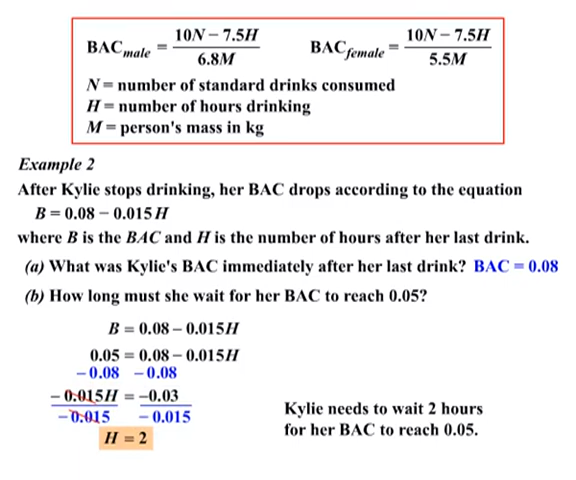 BACmale = (10N – 7.5H) / 6.8M    BACfemale = (10N – 7.5H) / 5.5M
N = number of standard drinks consumed
H = number of hours drinking
M = person's mass in kg
Example 2
After Kylie stops drinking, her BAC drops according to the equation
B = 0.08 – 0.015H
where B is the BAC and H is the number of hours after her last drink.
(a) What was Kylie's BAC immediately after her last drink? BAC = 0.08
(b) How long must she wait for her BAC to reach 0.05?
B = 0.08 – 0.015H
0.05 = 0.08 – 0.015H
– 0.08 – 0.08
– 0.015H = –0.03
– 0.015 – 0.015
H = 2
Kylie needs to wait 2 hours
for her BAC to reach 0.05.